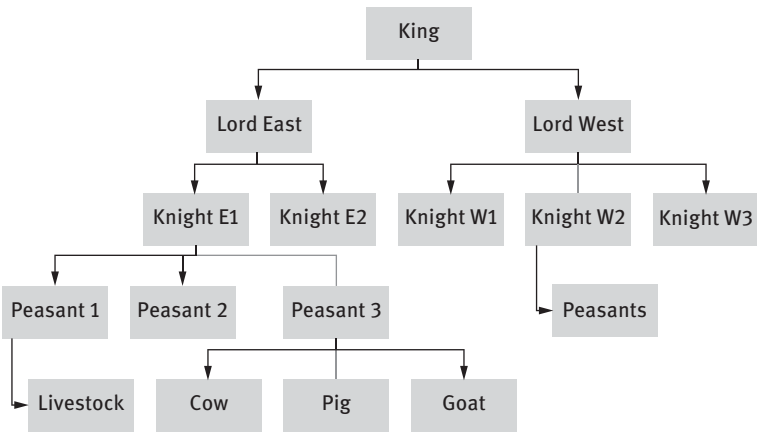 King
Lord East
Lord West
Knight E1
Knight E2
Knight W1
Knight W2
Knight W3
Peasant 1
Peasant 2
Peasant 3
Peasants
Livestock
Cow
Pig
Goat